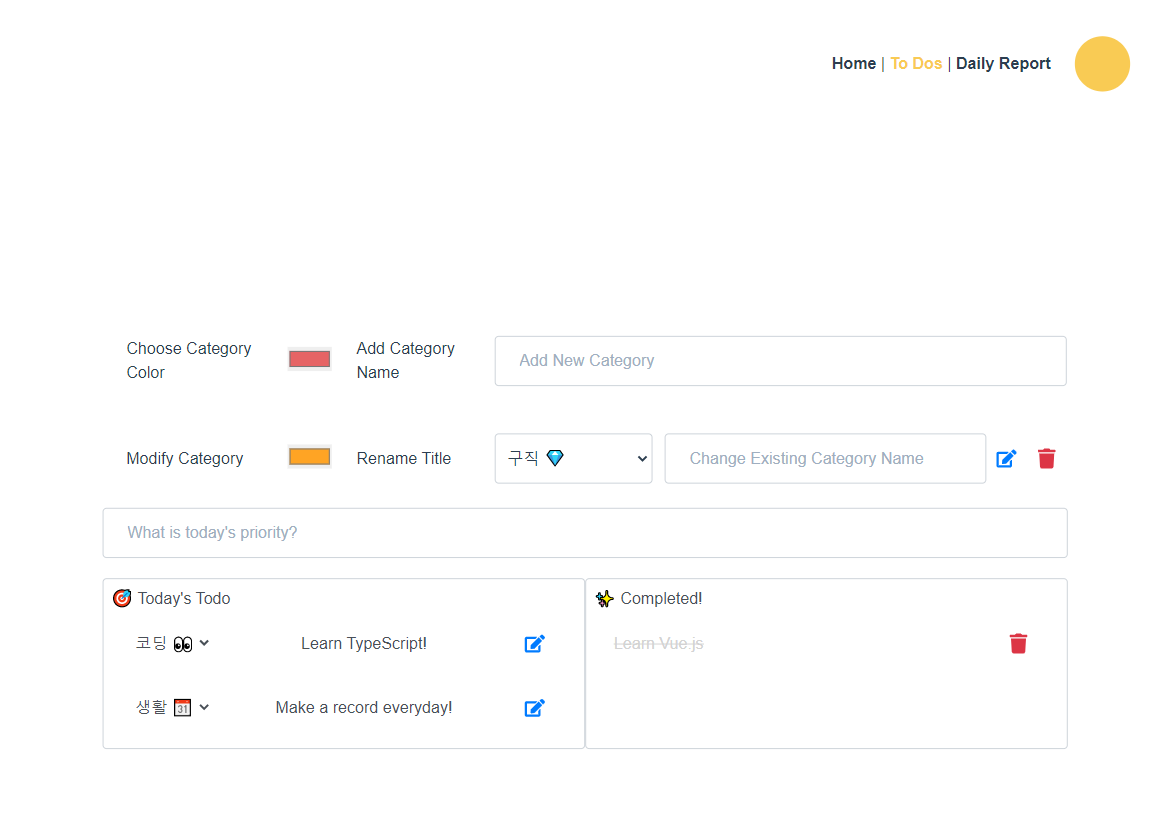 Home | To Dos | Daily Report
Choose Category
Color
Add Category
Name
Add New Category
Modify Category
Rename Title
구직 💎
Change Existing Category Name
What is today's priority?
🎯 Today's Todo
코딩 👀
Learn TypeScript!
생활 📅
Make a record everyday!
✨ Completed!
Learn Vue.js